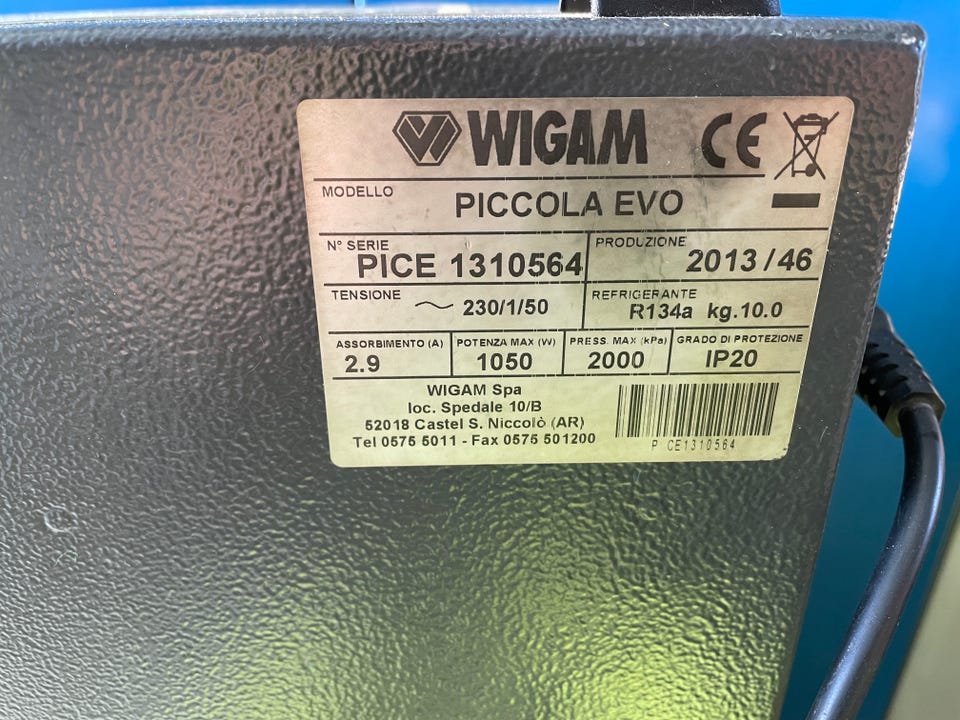 WIGAM CE
MODELLO
PICCOLA EVO
N° SERIE
PICE 1310564
PRODUZIONE
2013/46
TENSIONE
~ 230/1/50
REFRIGERANTE
R134a kg.10.0
ASSORBIMENTO (A)
2.9
POTENZA MAX (W)
1050
PRESS. MAX (kPa)
2000
GRADO DI PROTEZIONE
IP20
WIGAM Spa
loc. Spedale 10/B
52018 Castel S. Niccolò (AR)
Tel 0575 5011 - Fax 0575 501200
P CE1310564